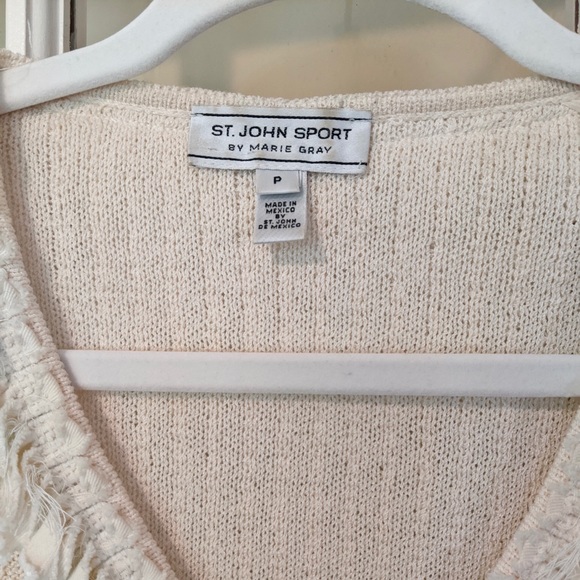 ST. JOHN SPORT
BY MARIE GRAY
P
MADE IN
MEXICO
BY
ST. JOHN
DE MEXICO